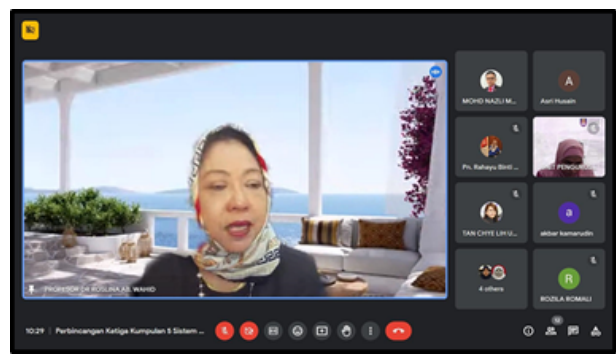 MOHD NAZLI M...
Asri Husain
Pn. Rahayu Binti ...
PENGURUS
TAN CHYE LIH U...
akbar kamarudin
4 others
ROZILA ROMALI
PROFESOR DR ROSLINA AB. WAHID
10:29 | Perbincangan Ketiga Kumpulan 5 Sistem ...
12